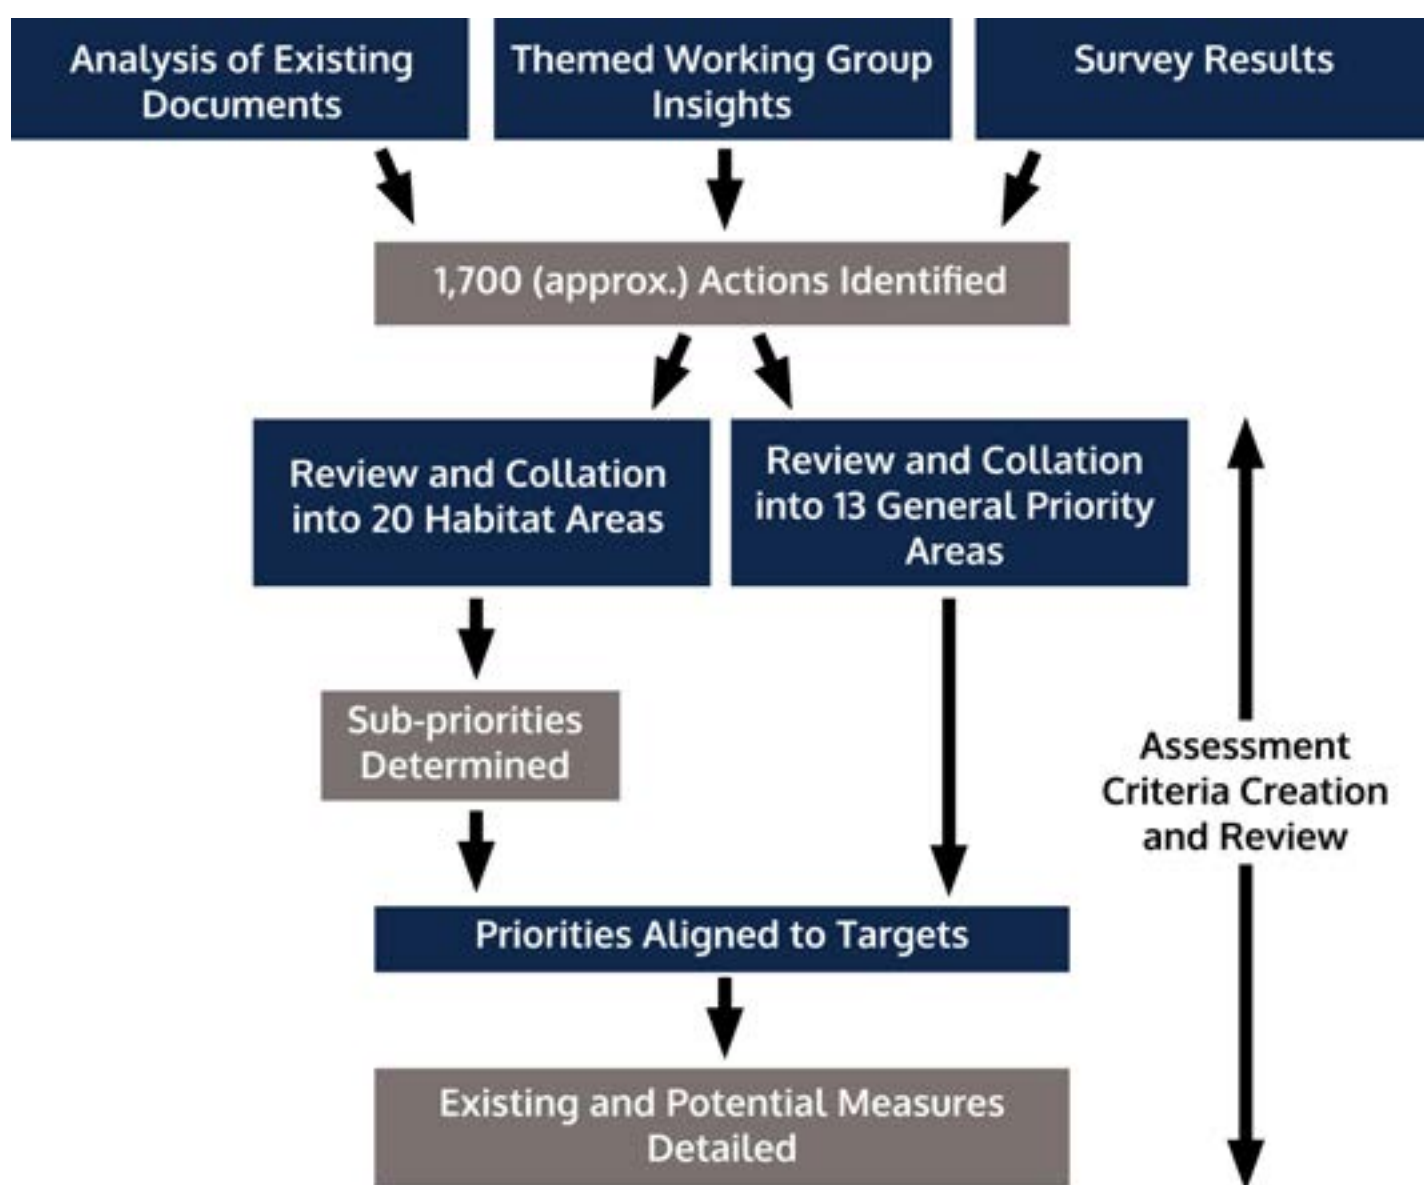 Analysis of Existing
Documents
Themed Working Group
Insights
Survey Results
1,700 (approx.) Actions Identified
Review and Collation
into 20 Habitat Areas
Review and Collation
into 13 General Priority
Areas
Sub-priorities
Determined
Assessment
Criteria Creation
and Review
Priorities Aligned to Targets
Existing and Potential Measures
Detailed